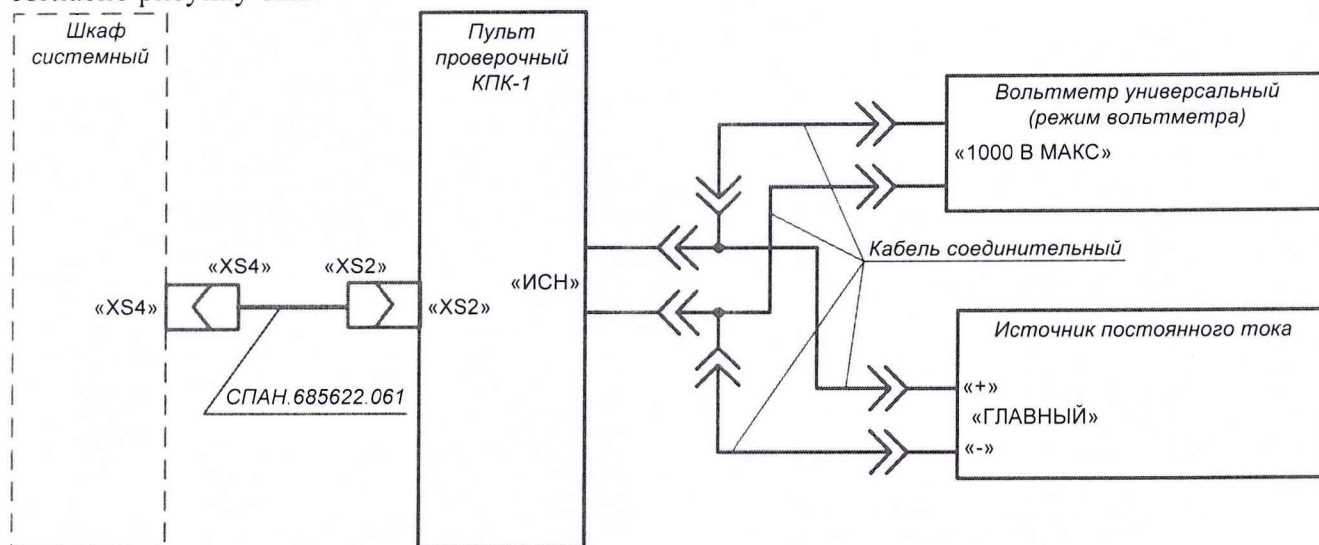 Шкаф
системный
Пульт
проверочный
КПК-1
Вольтметр универсальный
(режим вольтметра)
«1000 В МАКС»
Кабель соединительный
«XS4»
«XS2»
«ИСН»
«XS4»
«XS2»
Источник постоянного тока
СПАН.685622.061
«+»
«ГЛАВНЫЙ»
«-»